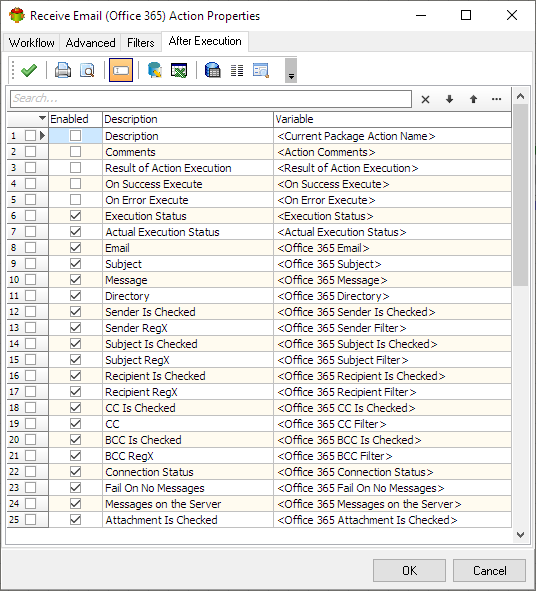 Receive Email (Office 365) Action Properties
Workflow Advanced Filters After Execution
Search...
Enabled Description Variable
1 Description <Current Package Action Name>
2 Comments <Action Comments>
3 Result of Action Execution <Result of Action Execution>
4 On Success Execute <On Success Execute>
5 On Error Execute <On Error Execute>
6 Execution Status <Execution Status>
7 Actual Execution Status <Actual Execution Status>
8 Email <Office 365 Email>
9 Subject <Office 365 Subject>
10 Message <Office 365 Message>
11 Directory <Office 365 Directory>
12 Sender Is Checked <Office 365 Sender Is Checked>
13 Sender RegX <Office 365 Sender Filter>
14 Subject Is Checked <Office 365 Subject Is Checked>
15 Subject RegX <Office 365 Subject Filter>
16 Recipient Is Checked <Office 365 Recipient Is Checked>
17 Recipient RegX <Office 365 Recipient Filter>
18 CC Is Checked <Office 365 CC Is Checked>
19 CC <Office 365 CC Filter>
20 BCC Is Checked <Office 365 BCC Is Checked>
21 BCC RegX <Office 365 BCC Filter>
22 Connection Status <Office 365 Connection Status>
23 Fail On No Messages <Office 365 Fail On No Messages>
24 Messages on the Server <Office 365 Messages on the Server>
25 Attachment Is Checked <Office 365 Attachment Is Checked>
OK Cancel